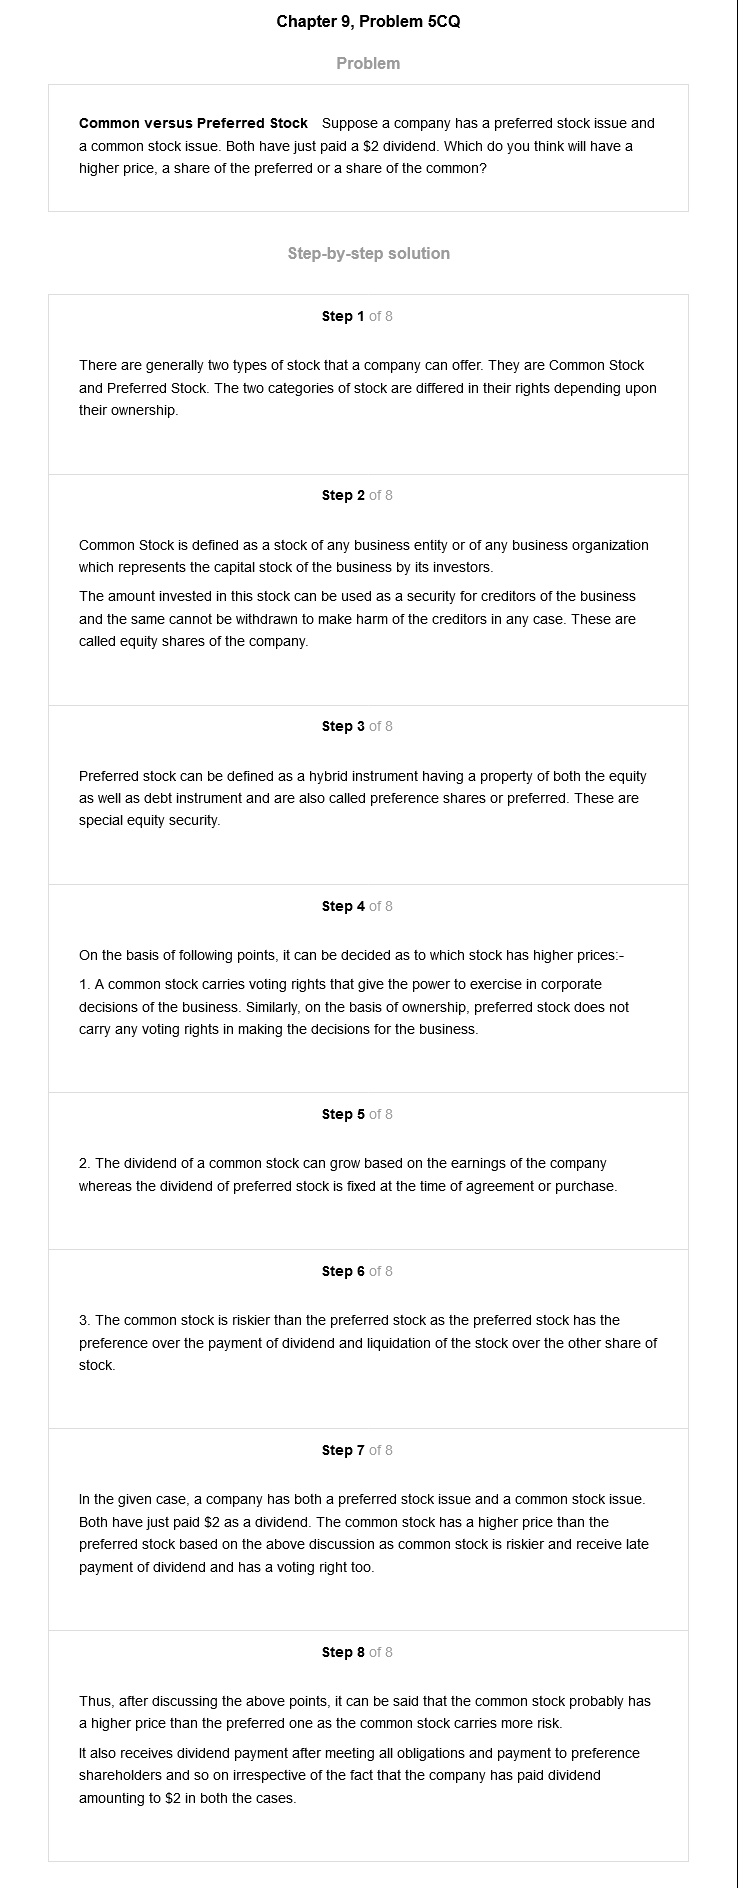 Chapter 9, Problem 5CQ
Problem
Common versus Preferred Stock Suppose a company has a preferred stock issue and
a common stock issue. Both have just paid a $2 dividend. Which do you think will have a
higher price, a share of the preferred or a share of the common?
Step-by-step solution
Step 1 of 8
There are generally two types of stock that a company can offer. They are Common Stock
and Preferred Stock. The two categories of stock are differed in their rights depending upon
their ownership.
Step 2 of 8
Common Stock is defined as a stock of any business entity or of any business organization
which represents the capital stock of the business by its investors.
The amount invested in this stock can be used as a security for creditors of the business
and the same cannot be withdrawn to make harm of the creditors in any case. These are
called equity shares of the company.
Step 3 of 8
Preferred stock can be defined as a hybrid instrument having a property of both the equity
as well as debt instrument and are also called preference shares or preferred. These are
special equity security.
Step 4 of 8
On the basis of following points, it can be decided as to which stock has higher prices:-
1. A common stock carries voting rights that give the power to exercise in corporate
decisions of the business. Similarly, on the basis of ownership, preferred stock does not
carry any voting rights in making the decisions for the business.
Step 5 of 8
2. The dividend of a common stock can grow based on the earnings of the company
whereas the dividend of preferred stock is fixed at the time of agreement or purchase.
Step 6 of 8
3. The common stock is riskier than the preferred stock as the preferred stock has the
preference over the payment of dividend and liquidation of the stock over the other share of
stock.
Step 7 of 8
In the given case, a company has both a preferred stock issue and a common stock issue.
Both have just paid $2 as a dividend. The common stock has a higher price than the
preferred stock based on the above discussion as common stock is riskier and receive late
payment of dividend and has a voting right too.
Step 8 of 8
Thus, after discussing the above points, it can be said that the common stock probably has
a higher price than the preferred one as the common stock carries more risk.
It also receives dividend payment after meeting all obligations and payment to preference
shareholders and so on irrespective of the fact that the company has paid dividend
amounting to $2 in both the cases.